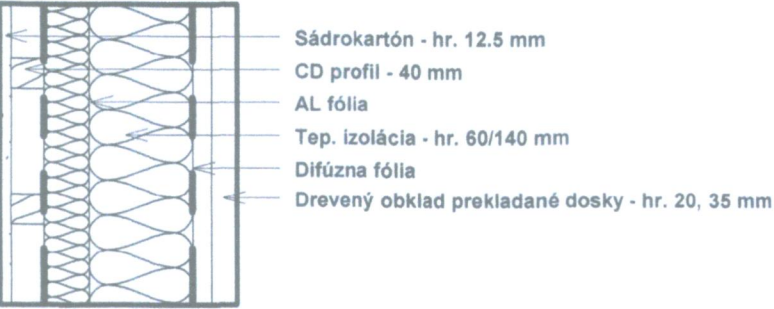 Sádrokartón - hr. 12.5 mm
CD profil - 40 mm
AL fólia
Tep. izolácia - hr. 60/140 mm
Difúzna fólia
Drevený obklad prekladané dosky - hr. 20, 35 mm